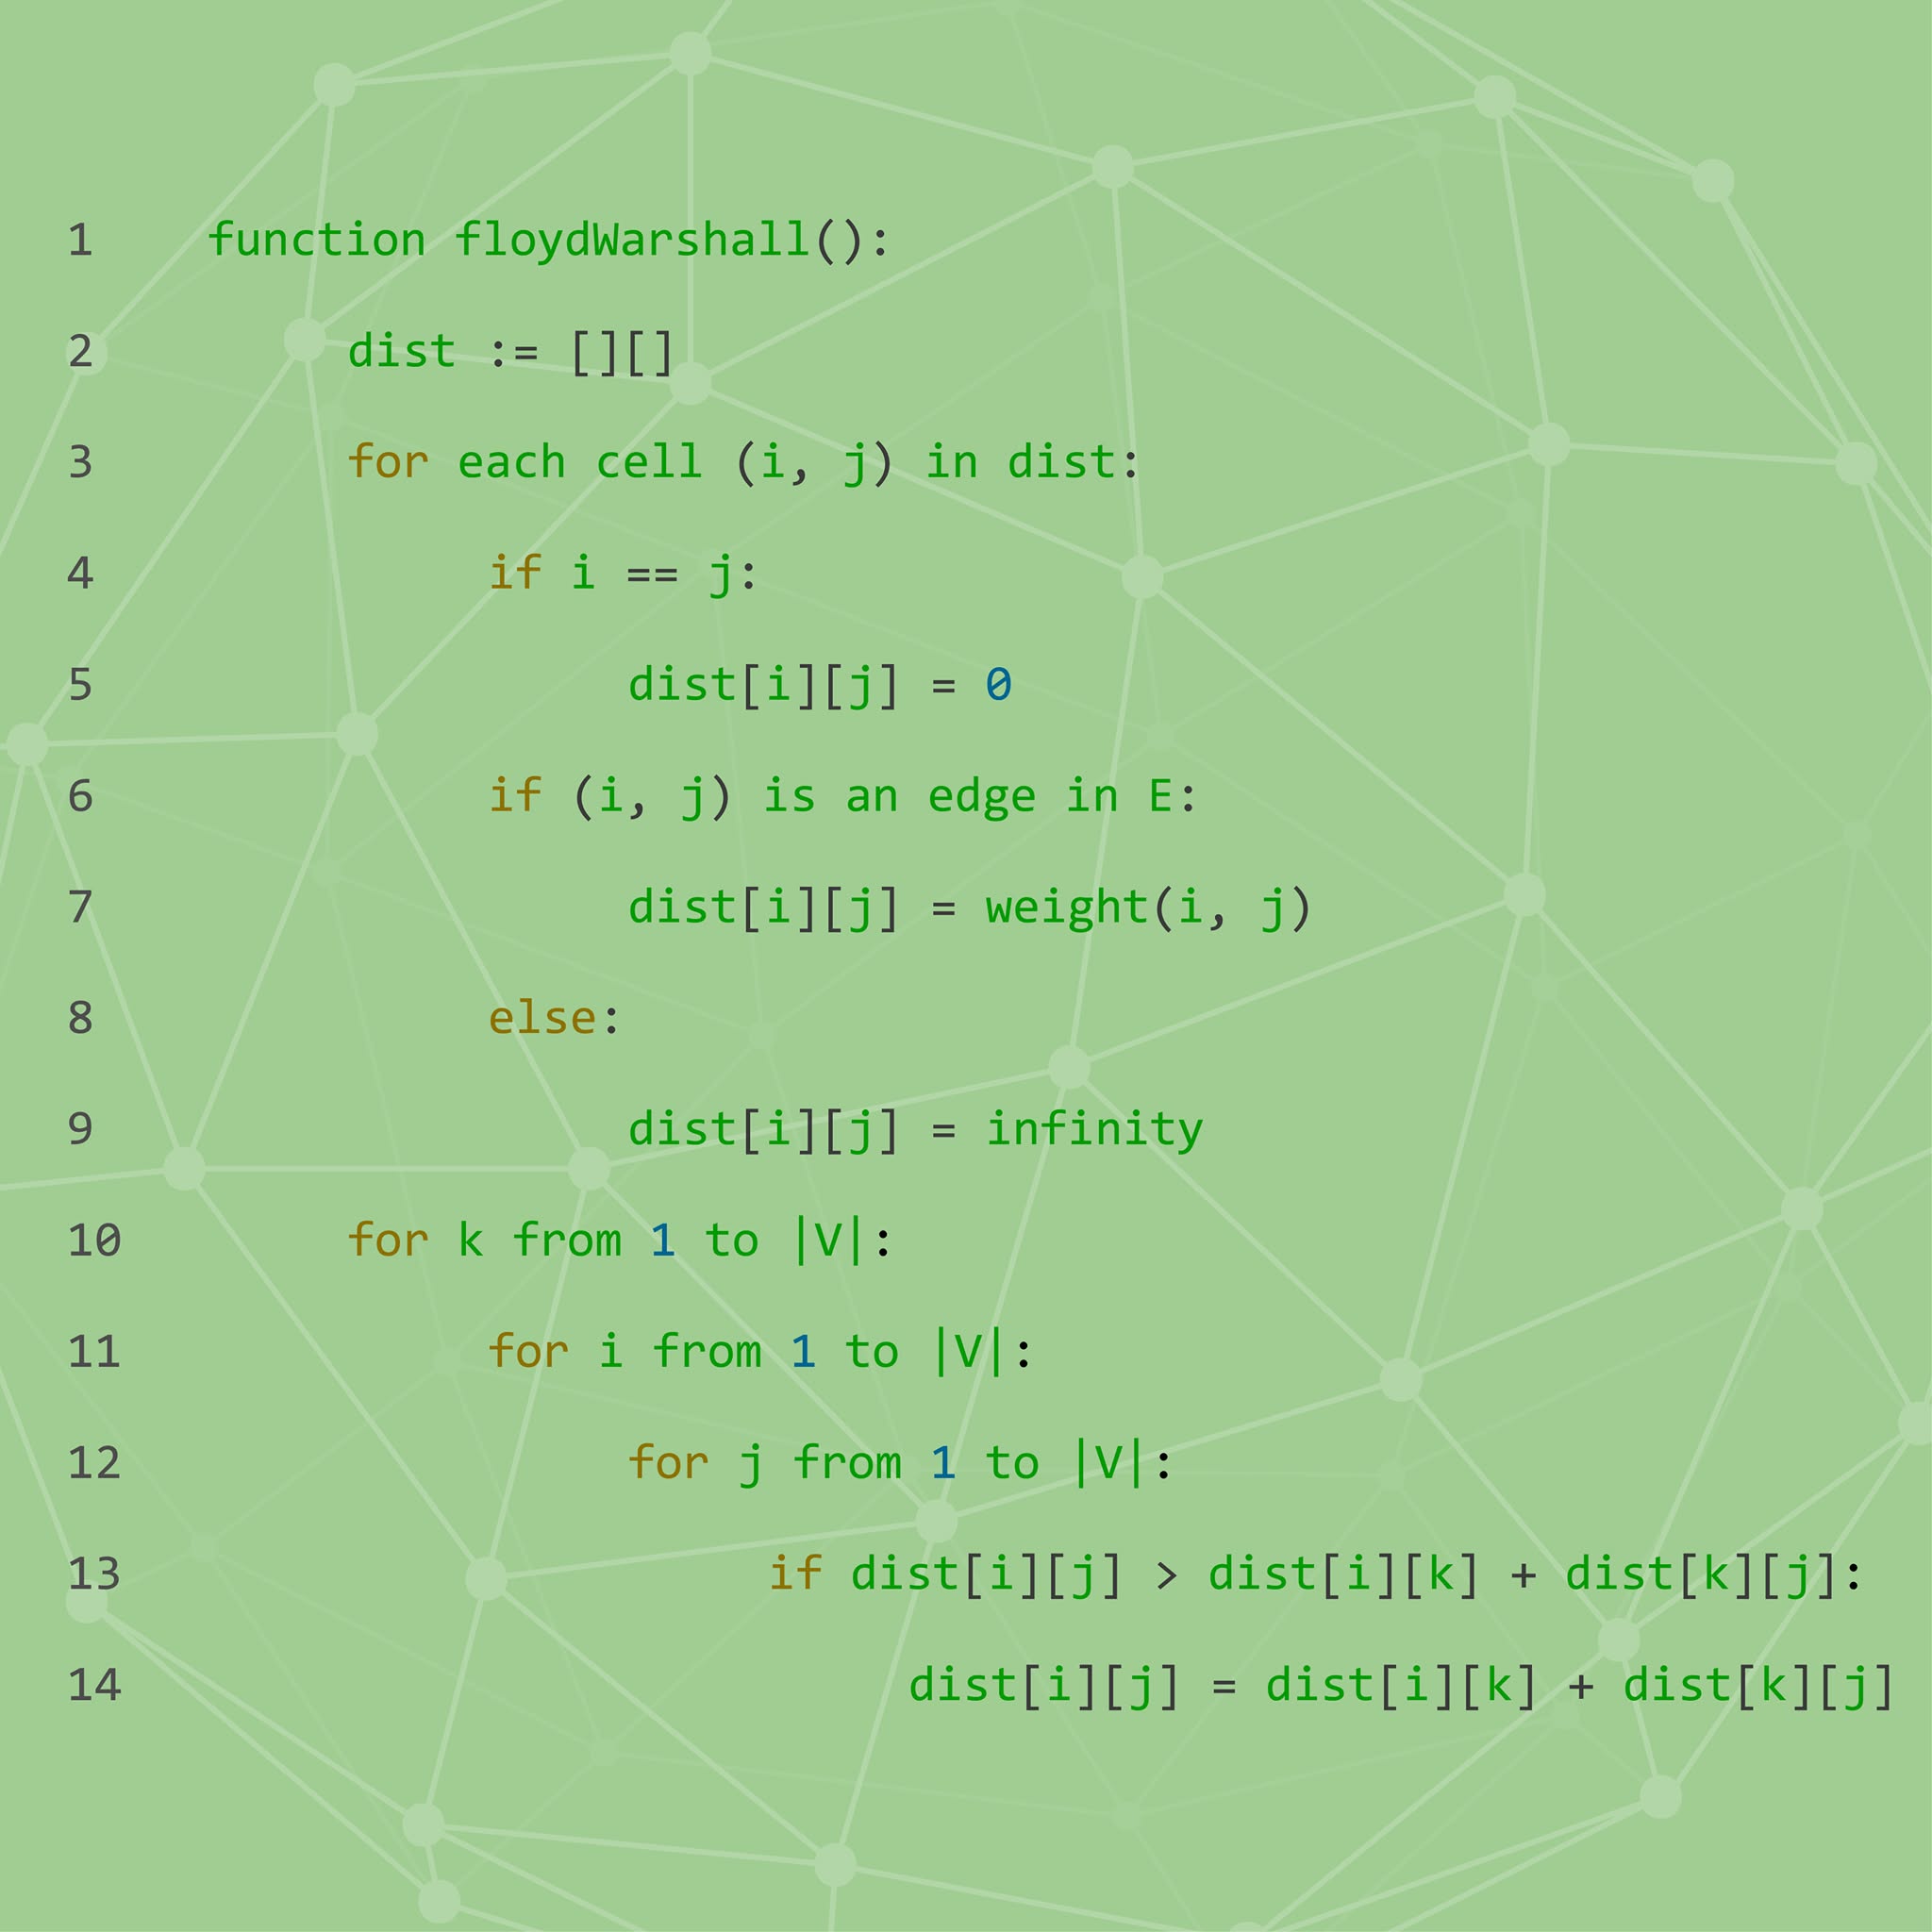 1 function floydWarshall():
2 dist := [][]
3 for each cell (i, j) in dist:
4 if i == j:
5 dist[i][j] = 0
6 if (i, j) is an edge in E:
7 dist[i][j] = weight(i, j)
8 else:
9 dist[i][j] = infinity
10 for k from 1 to |V|:
11 for i from 1 to |V|:
12 for j from 1 to |V|:
13 if dist[i][j] > dist[i][k] + dist[k][j]:
14 dist[i][j] = dist[i][k] + dist[k][j]